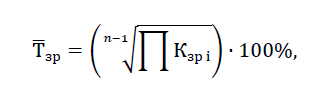 T̅зр = (ⁿ⁻¹√∏ Кзр i) · 100%,